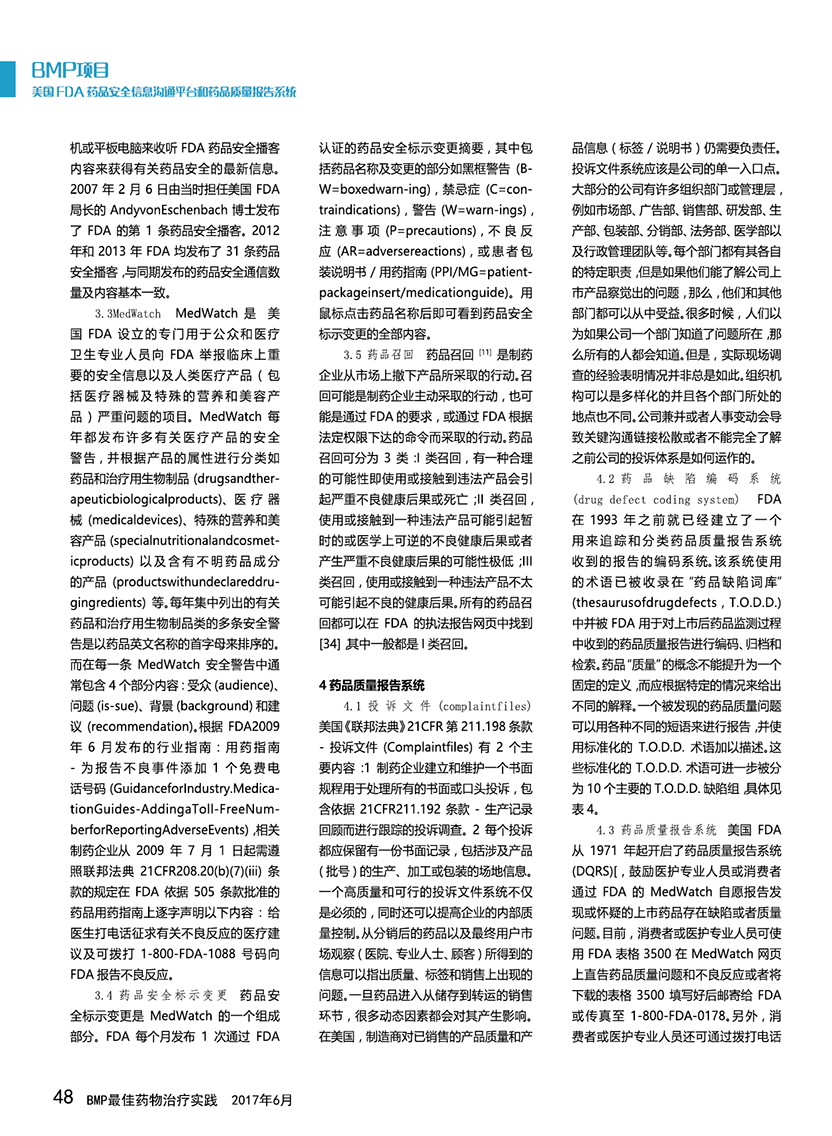 BMP项目
美国 FDA 药品安全信息沟通平台和药品质量报告系统
机或平板电脑来收听 FDA 药品安全播客
内容来获得有关药品安全的最新信息。
2007 年 2 月 6 日由当时担任美国 FDA
局长的 AndyvonEschenbach 博士发布
了 FDA 的第 1 条药品安全播客。2012
年和 2013 年 FDA 均发布了 31 条药品
安全播客，与同期发布的药品安全通信数
量及内容基本一致。
3.3MedWatch MedWatch 是 美
国 FDA 设立的专门用于公众和医疗
卫生专业人员向 FDA 举报临床上重
要的安全信息以及人类医疗产品（包
括医疗器械及特殊的营养和美容产
品）严重问题的项目。MedWatch 每
年都发布许多有关医疗产品的安全
警告，并根据产品的属性进行分类如
药品和治疗用生物制品 (drugsandther-
apeuticbiologicalproducts)、医疗器
械 (medicaldevices)、特殊的营养和美
容产品 (specialnutritionalandcosmet-
icproducts) 以及含有不明药品成分
的产品 (productswithundeclareddru-
gingredients) 等。每年集中列出的有关
药品和治疗用生物制品类的多条安全警
告是以药品英文名称的首字母来排序的。
而在每一条 MedWatch 安全警告中通
常包含 4 个部分内容：受众 (audience)、
问题 (is-sue)、背景 (background) 和建
议 (recommendation)。根据 FDA2009
年 6 月发布的行业指南：用药指南
- 为报告不良事件添加 1 个免费电
话号码 (GuidanceforIndustry.Medica-
tionGuides-AddingaToll-FreeNum-
berforReportingAdverseEvents)，相关
制药企业从 2009 年 7 月 1 日起需遵
照联邦法典 21CFR208.20(b)(7)(iii) 条
款的规定在 FDA 依据 505 条款批准的
药品用药指南上逐字声明以下内容：给
医生打电话征求有关不良反应的医疗建
议及可拨打 1-800-FDA-1088 号码向
FDA 报告不良反应。
3.4 药品安全标示变更 药品安
全标示变更是 MedWatch 的一个组成
部分。FDA 每个月发布 1 次通过 FDA
认证的药品安全标示变更摘要，其中包
括药品名称及变更的部分如黑框警告 (B-
W=boxedwarn-ing)，禁忌症 (C=con-
traindications)，警告 (W=warn-ings)，
注意事项 (P=precautions)，不良反
应 (AR=adversereactions)，或患者包
装说明书 / 用药指南 (PPI/MG=patient-
packageinsert/medicationguide)。用
鼠标点击药品名称后即可看到药品安全
标示变更的全部内容。
3.5 药品召回 药品召回 [11] 是制药
企业从市场上撤下产品所采取的行动。召
回可能是制药企业主动采取的行动，也可
能是通过 FDA 的要求，或通过 FDA 根据
法定权限下达的命令而采取的行动。药品
召回可分为 3 类：I 类召回，有一种合理
的可能性即使用或接触到违法产品会引
起严重不良健康后果或死亡；II 类召回，
使用或接触到一种违法产品可能引起暂
时的或医学上可逆的不良健康后果或者
产生严重不良健康后果的可能性极低；III
类召回，使用或接触到一种违法产品不太
可能引起不良的健康后果。所有的药品召
回都可以在 FDA 的执法报告网页中找到
[34]，其中一般都是 I 类召回。
4 药品质量报告系统
4.1 投诉文件 (complaintfiles)
美国《联邦法典》21CFR 第 211.198 条款
- 投诉文件 (Complaintfiles) 有 2 个主
要内容：1 制药企业建立和维护一个书面
规程用于处理所有的书面或口头投诉，包
含依据 21CFR211.192 条款 - 生产记录
回顾而进行跟踪的投诉调查。2 每个投诉
都应保留有一份书面记录，包括涉及产品
（批号）的生产、加工或包装的场地信息。
一个高质量和可行的投诉文件系统不仅
是必须的，同时还可以提高企业的内部质
量控制。从分销后的药品以及最终用户市
场观察（医院、专业人士、顾客）所得到的
信息可以指出质量、标签和销售上出现的
问题。一旦药品进入从储存到转运的销售
环节，很多动态因素都会对其产生影响。
在美国，制造商对已销售的产品质量和产
品信息（标签 / 说明书）仍需要负责任。
投诉文件系统应该是公司的单一入口点。
大部分的公司有许多组织部门或管理层，
例如市场部、广告部、销售部、研发部、生
产部、包装部、分销部、法务部、医学部以
及行政管理团队等。每个部门都有其各自
的特定职责，但是如果他们能了解公司上
市产品察觉出的问题，那么，他们和其他
部门都可以从中受益。很多时候，人们以
为如果公司一个部门知道了问题所在，那
么所有的人都会知道。但是，实际现场调
查的经验表明情况并非总是如此。组织机
构可以是多样化的并且各个部门所处的
地点也不同。公司兼并或者人事变动会导
致关键沟通链接松散或者不能完全了解
之前公司的投诉体系是如何运作的。
4.2 药品缺陷编码系统
(drug defect coding system) FDA
在 1993 年之前就已经建立了一个
用来追踪和分类药品质量报告系统
收到的报告的编码系统。该系统使用
的术语已被收录在“药品缺陷词库”
(thesaurusofdrugdefects，T.O.D.D.)
中并被 FDA 用于对上市后药品监测过程
中收到的药品质量报告进行编码、归档和
检索。药品“质量”的概念不能提升为一个
固定的定义，而应根据特定的情况来给出
不同的解释。一个被发现的药品质量问题
可以用各种不同的短语来进行报告，并使
用标准化的 T.O.D.D. 术语加以描述。这
些标准化的 T.O.D.D. 术语可进一步被分
为 10 个主要的 T.O.D.D. 缺陷组，具体见
表 4。
4.3 药品质量报告系统 美国 FDA
从 1971 年起开启了药品质量报告系统
(DQRS)[，鼓励医护专业人员或消费者
通过 FDA 的 MedWatch 自愿报告发
现或怀疑的上市药品存在缺陷或者质量
问题。目前，消费者或医护专业人员可使
用 FDA 表格 3500 在 MedWatch 网页
上直告药品质量问题和不良反应或者将
下载的表格 3500 填写好后邮寄给 FDA
或传真至 1-800-FDA-0178。另外，消
费者或医护专业人员还可通过拨打电话
48 BMP最佳药物治疗实践 2017年6月